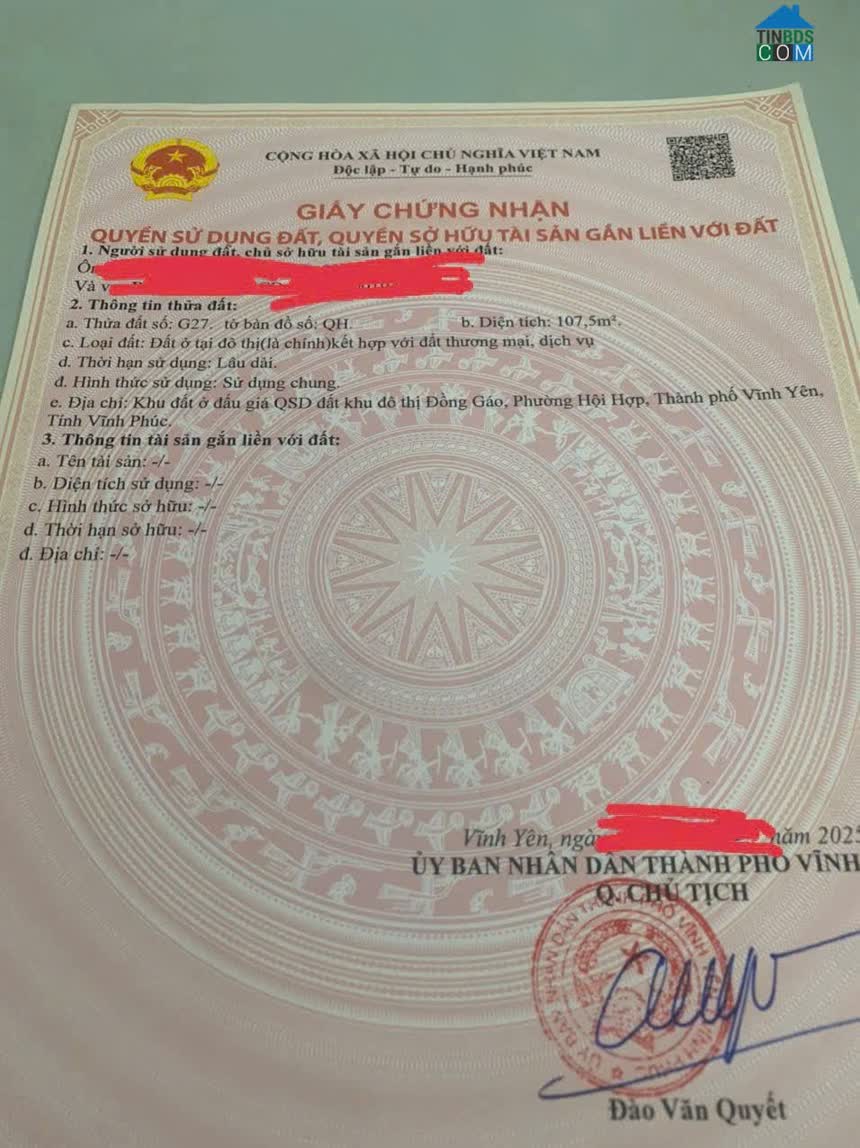 TINBDS
COM
CỘNG HÒA XÃ HỘI CHỦ NGHĨA VIỆT NAM
Độc lập - Tự do - Hạnh phúc
GIẤY CHỨNG NHẬN
QUYỀN SỬ DỤNG ĐẤT, QUYỀN SỞ HỮU TÀI SẢN GẮN LIỀN VỚI ĐẤT
1. Người sử dụng đất, chủ sở hữu tài sản gắn liền với đất:
Và v
2. Thông tin thửa đất:
a. Thửa đất số: G27. tờ bản đồ số: QH. b. Diện tích: 107,5m².
c. Loại đất: Đất ở tại đô thị(là chính)kết hợp với đất thương mại, dịch vụ
d. Thời hạn sử dụng: Lâu dài.
đ. Hình thức sử dụng: Sử dụng chung.
e. Địa chỉ: Khu đất ở đấu giá QSD đất khu đô thị Đồng Gáo, Phường Hội Hợp, Thành phố Vĩnh Yên,
Tỉnh Vĩnh Phúc.
3. Thông tin tài sản gắn liền với đất:
a. Tên tài sản: -/-
b. Diện tích sử dụng: -/-
c. Hình thức sở hữu: -/-
d. Thời hạn sở hữu: -/-
đ. Địa chỉ: -/-
Vĩnh Yên, ngà năm 202
ỦY BAN NHÂN DÂN THÀNH PHỐ VĨNH
Q. CHỦ TỊCH
Đào Văn Quyết